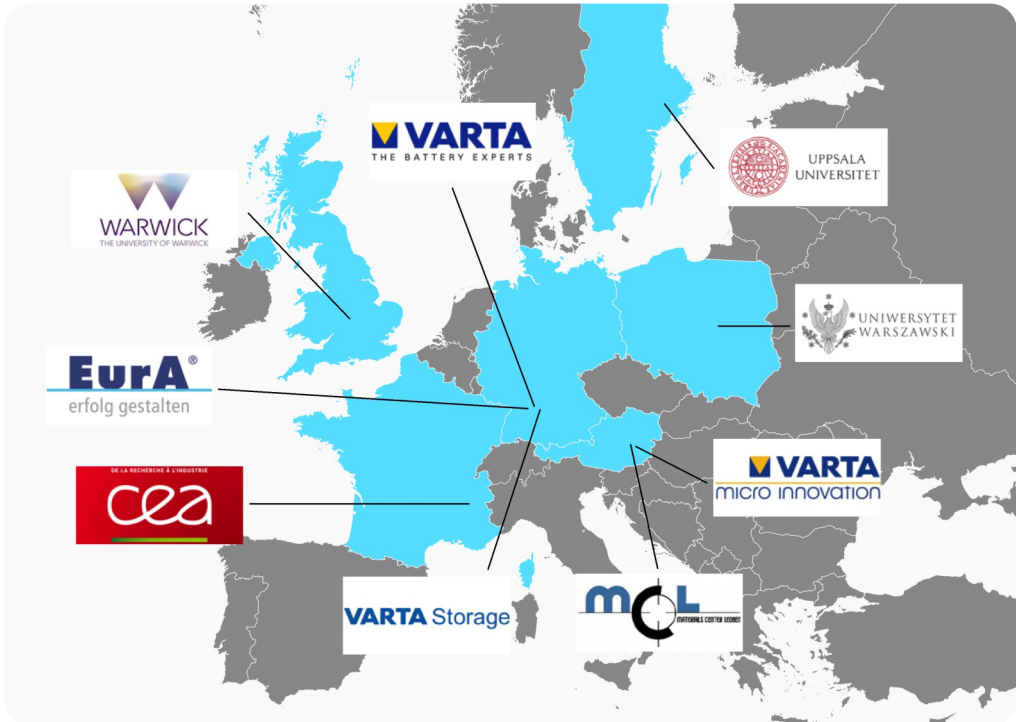 VARTA
THE BATTERY EXPERTS
UPPSALA
UNIVERSITET
WARWICK
THE UNIVERSITY OF WARWICK
UNIWERSYTET
WARSZAWSKI
EurA®
erfolg gestalten
VARTA
micro innovation
DE LA RECHERCHE À L'INDUSTRIE
cea
VARTA Storage
mCL
MATERIALS CENTER LEOBEN